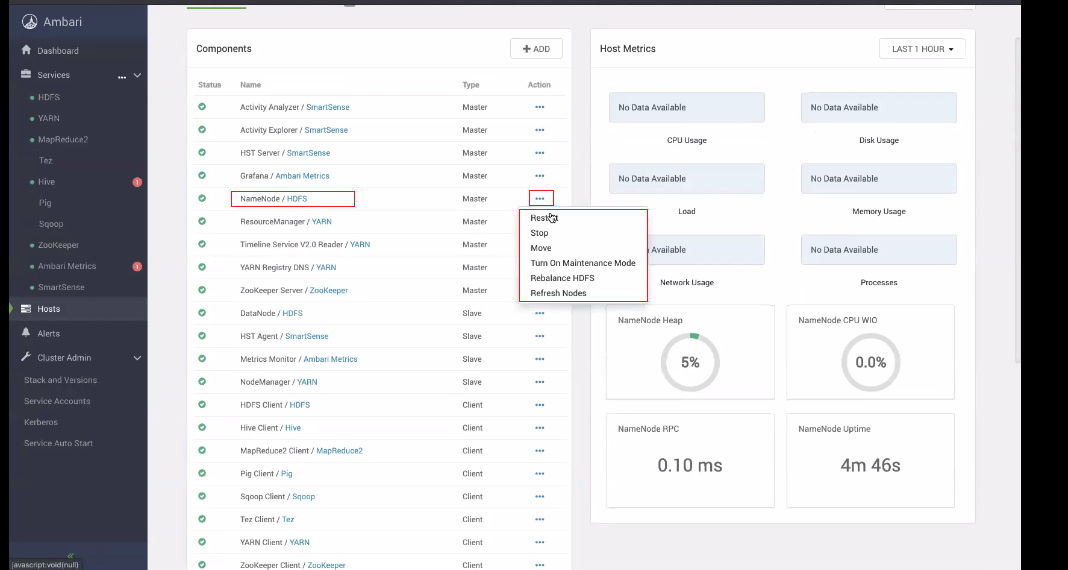 Ambari
Dashboard
Services ...
HDFS
YARN
MapReduce2
Tez
Hive 1
Pig
Sqoop
ZooKeeper
Ambari Metrics 1
SmartSense
Hosts
Alerts
Cluster Admin
Stack and Versions
Service Accounts
Kerberos
Service Auto Start
javascript:void(null)
Components
+ ADD
Status Name Type Action
Activity Analyzer / SmartSense Master ...
Activity Explorer / SmartSense Master ...
HST Server / SmartSense Master ...
Grafana / Ambari Metrics Master ...
NameNode / HDFS Master ...
ResourceManager / YARN Master
Timeline Service V2.0 Reader / YARN Master
YARN Registry DNS / YARN Master
ZooKeeper Server / ZooKeeper Master
DataNode / HDFS Slave ...
HST Agent / SmartSense Slave ...
Metrics Monitor / Ambari Metrics Slave ...
NodeManager / YARN Slave ...
HDFS Client / HDFS Client ...
Hive Client / Hive Client ...
MapReduce2 Client / MapReduce2 Client ...
Pig Client / Pig Client ...
Sqoop Client / Sqoop Client ...
Tez Client / Tez Client ...
YARN Client / YARN Client ...
ZooKeeper Client / ZooKeeper Client ...
Restart
Stop
Move
Turn On Maintenance Mode
Rebalance HDFS
Refresh Nodes
Host Metrics
LAST 1 HOUR
No Data Available No Data Available
CPU Usage Disk Usage
No Data Available No Data Available
Load Memory Usage
Available No Data Available
Network Usage Processes
NameNode Heap NameNode CPU WIO
5% 0.0%
NameNode RPC NameNode Uptime
0.10 ms 4m 46s